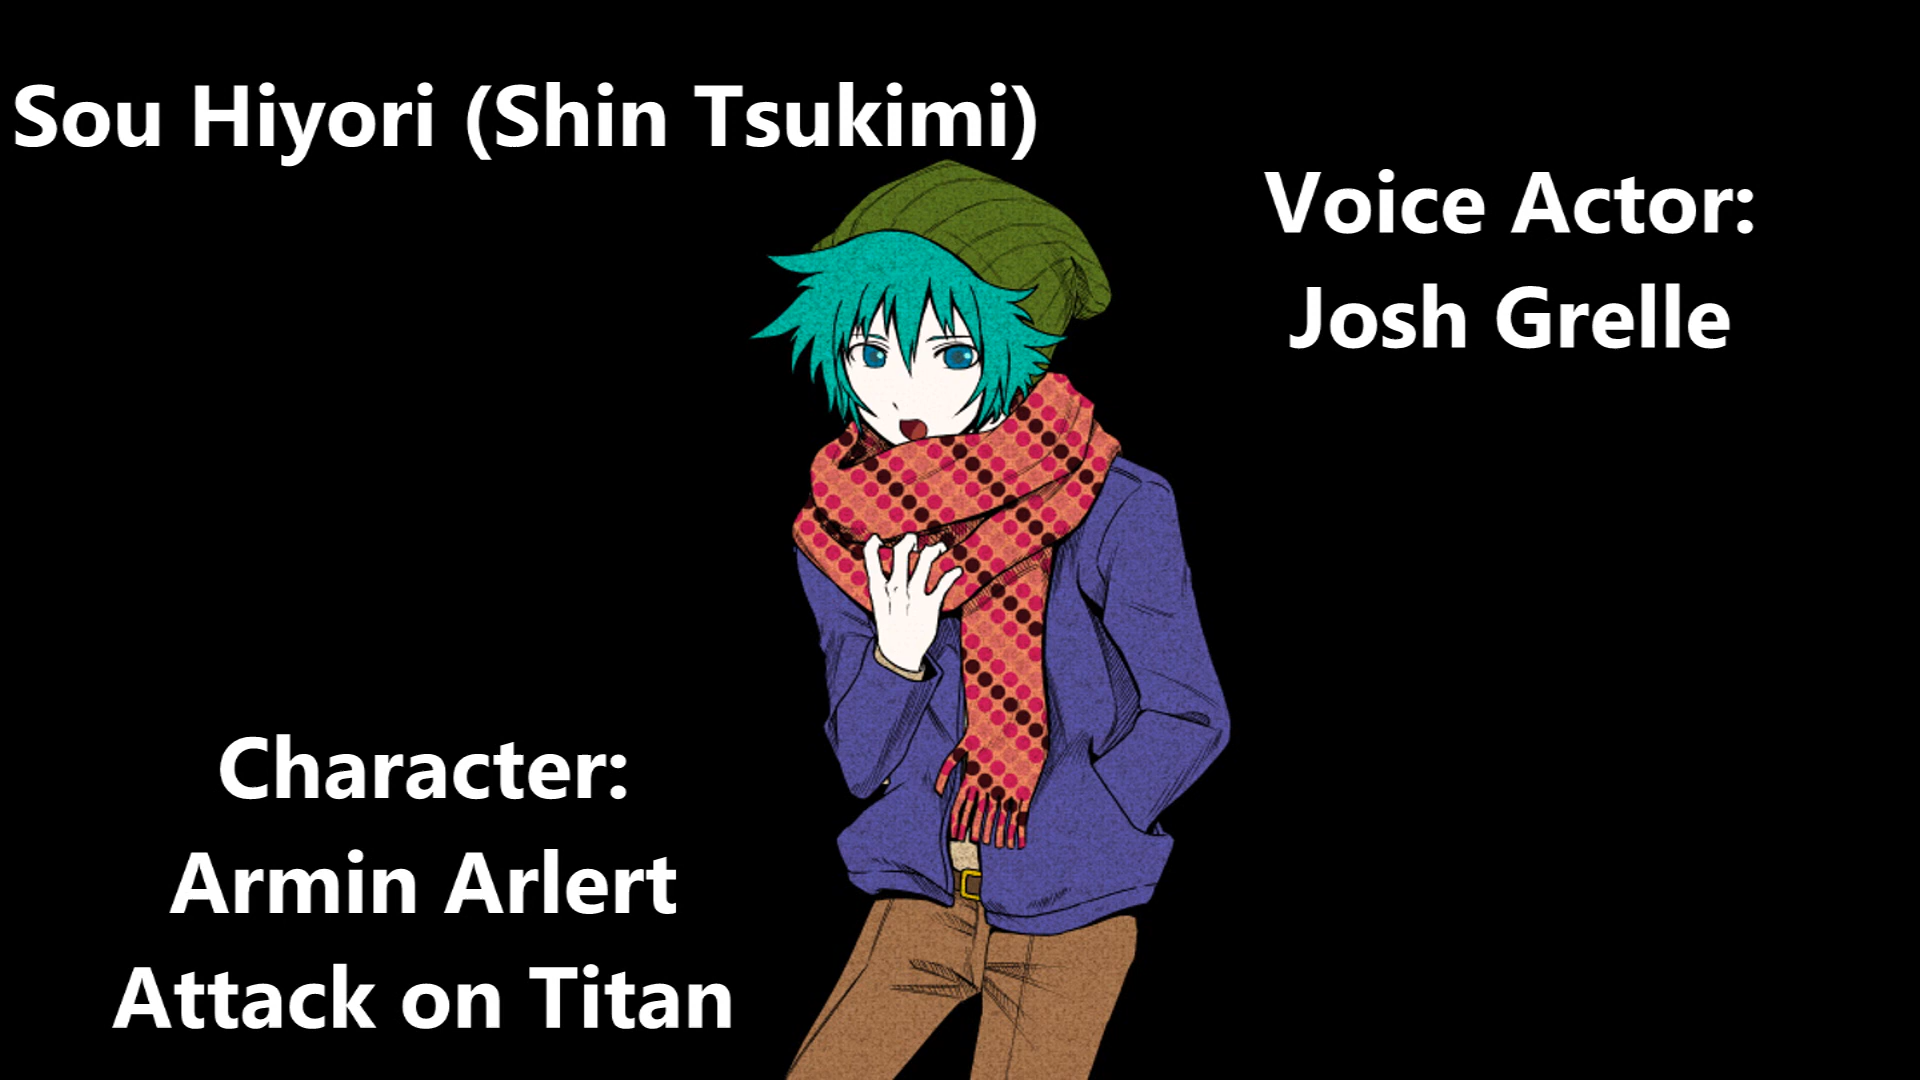 Sou Hiyori (Shin Tsukimi)
Voice Actor:
Josh Grelle
Character:
Armin Arlert
Attack on Titan